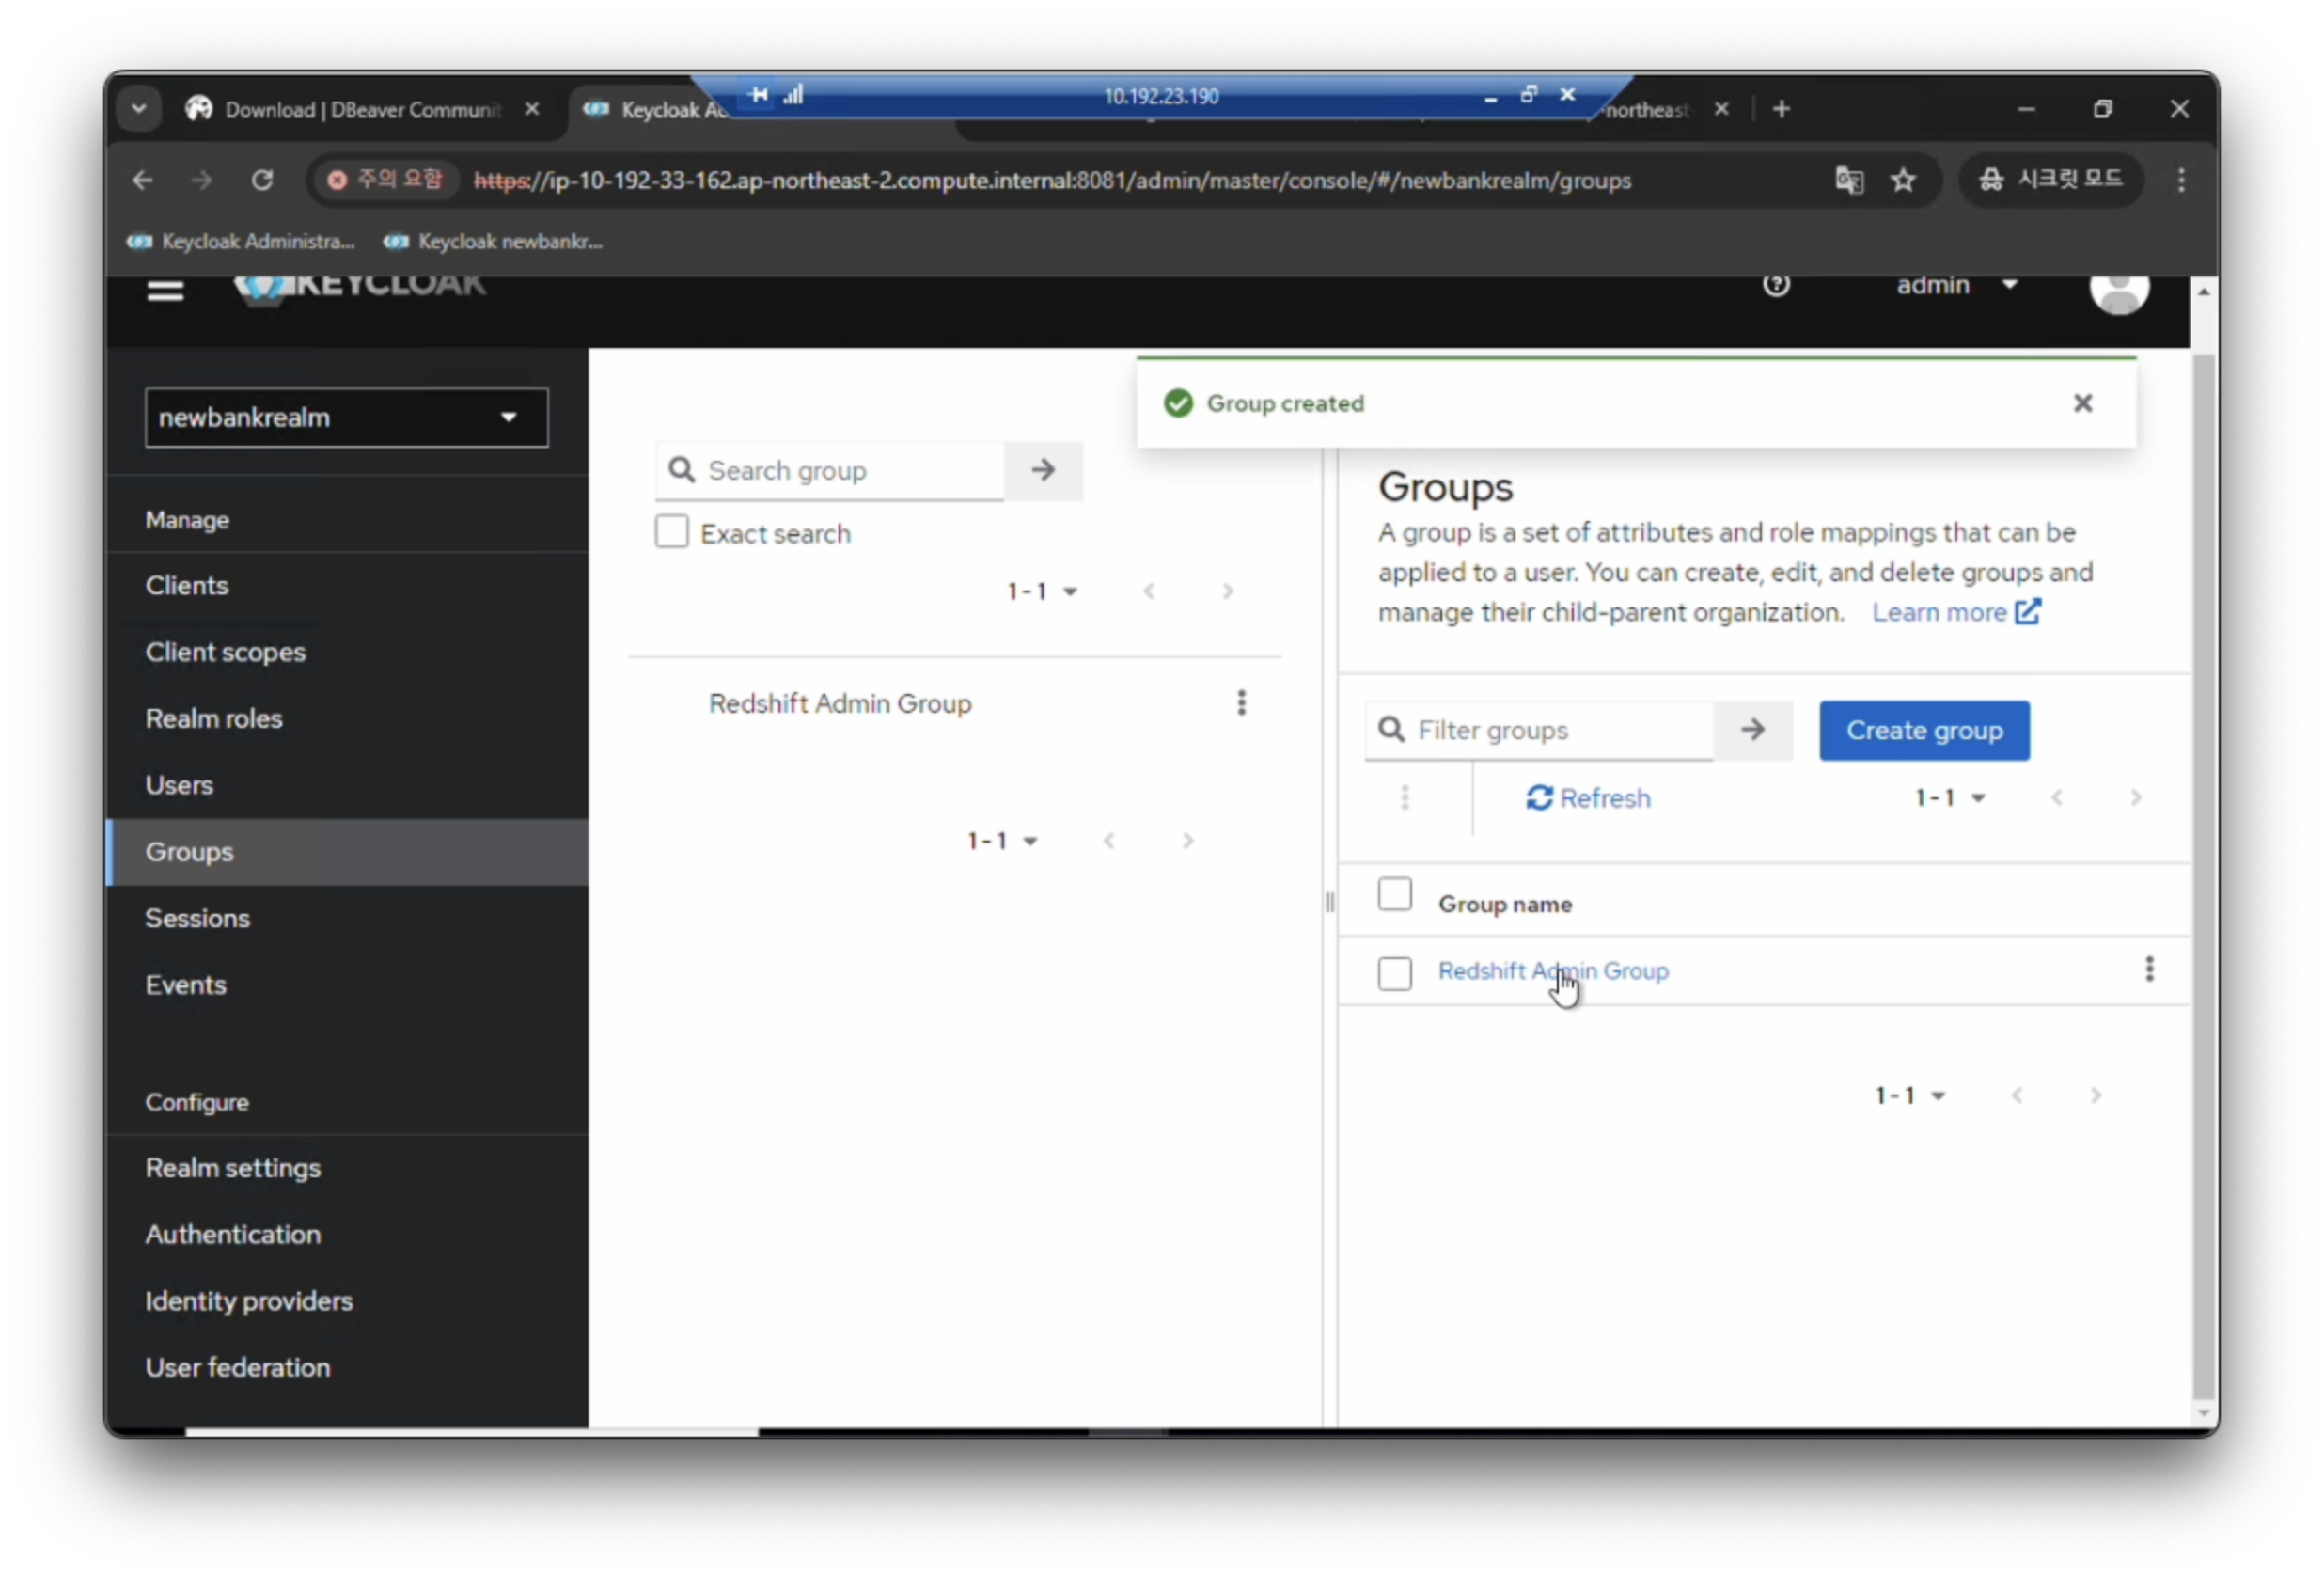 10.192.23.190
Download | DBeaver Communit
Keycloak Ad
-northeast
주의 요함
https://ip-10-192-33-162.ap-northeast-2.compute.internal:8081/admin/master/console/#/newbankrealm/groups
시크릿 모드
Keycloak Administra...
Keycloak newbankr...
KEYCLOAK
admin
newbankrealm
Manage
Clients
Client scopes
Realm roles
Users
Groups
Sessions
Events
Configure
Realm settings
Authentication
Identity providers
User federation
Search group
Exact search
1 - 1
Redshift Admin Group
1 - 1
Group created
Groups
A group is a set of attributes and role mappings that can be
applied to a user. You can create, edit, and delete groups and
manage their child-parent organization. Learn more
Filter groups
Create group
Refresh
1 - 1
Group name
Redshift Admin Group
1 - 1